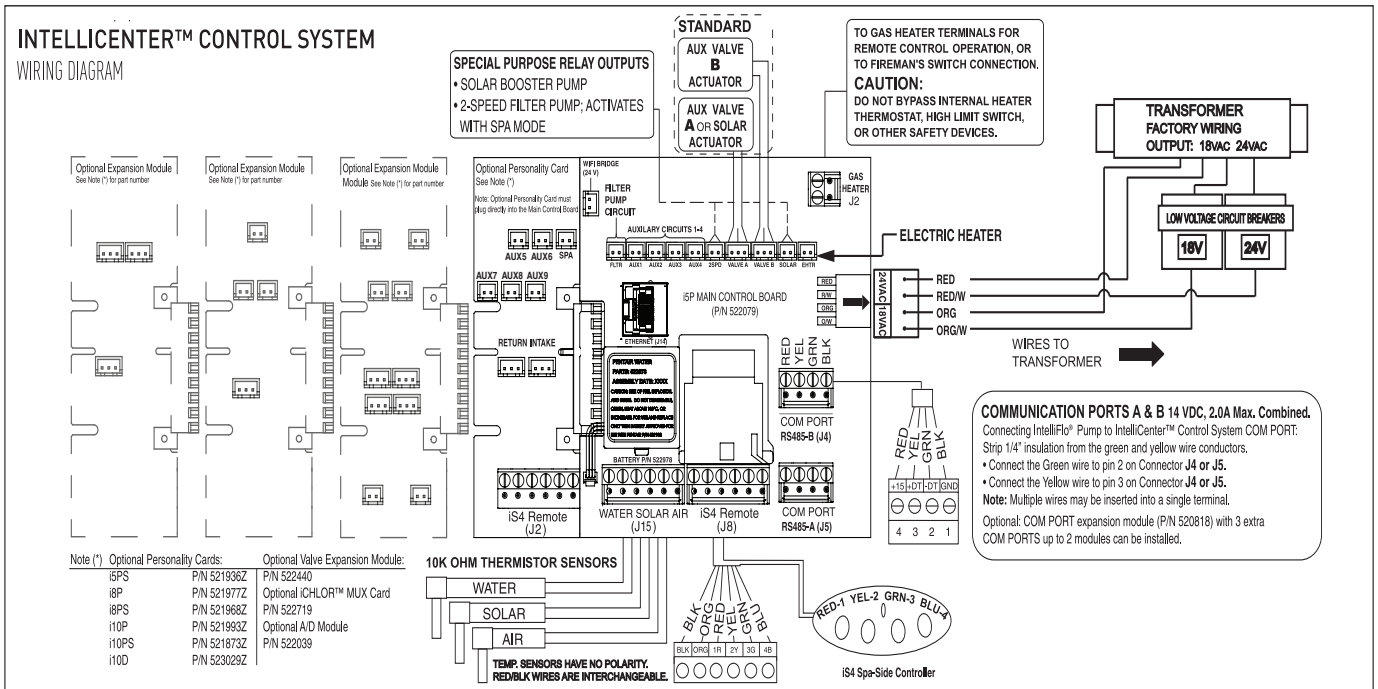 INTELLICENTER™ CONTROL SYSTEM
WIRING DIAGRAM
SPECIAL PURPOSE RELAY OUTPUTS
• SOLAR BOOSTER PUMP
• 2-SPEED FILTER PUMP; ACTIVATES
WITH SPA MODE
STANDARD
AUX VALVE
B
ACTUATOR
AUX VALVE
A OR SOLAR
ACTUATOR
TO GAS HEATER TERMINALS FOR
REMOTE CONTROL OPERATION, OR
TO FIREMAN'S SWITCH CONNECTION.
CAUTION:
DO NOT BYPASS INTERNAL HEATER
THERMOSTAT, HIGH LIMIT SWITCH,
OR OTHER SAFETY DEVICES.
TRANSFORMER
FACTORY WIRING
OUTPUT: 18VAC 24VAC
LOW VOLTAGE CIRCUIT BREAKERS
18V
24V
Optional Expansion Module
See Note (*) for part number
Optional Expansion Module
See Note (*) for part number
Optional Expansion Module
Module See Note (*) for part number
Optional Personality Card
See Note (*)
Note: Optional Personality Card must
plug directly into the Main Control Board
AUX5 AUX6 SPA
AUX7 AUX8 AUX9
RETURN INTAKE
iS4 Remote
(J2)
WIFI BRIDGE
(24 V)
FILTER
PUMP
CIRCUIT
AUXILARY CIRCUITS 1-4
FLTR AUX1 AUX2 AUX3 AUX4 2SPD VALVE A VALVE B SOLAR EHTR
GAS
HEATER
J2
ELECTRIC HEATER
i5P MAIN CONTROL BOARD
(P/N 522079)
ETHERNET (J14)
RED
R/W
ORG
O/W
24VAC 18VAC
RED
RED/W
ORG
ORG/W
WIRES TO
TRANSFORMER
PENTAIR WATER
ASSEMBLY DATE: XXXX
BATTERY P/N 522978
WATER SOLAR AIR
(J15)
iS4 Remote
(J8)
RED YEL GRN BLK
COM PORT
RS485-B (J4)
COM PORT
RS485-A (J5)
RED YEL GRN BLK
+15 +DT -DT GND
4 3 2 1
COMMUNICATION PORTS A & B 14 VDC, 2.0A Max. Combined.
Connecting IntelliFlo® Pump to IntelliCenter™ Control System COM PORT:
Strip 1/4" insulation from the green and yellow wire conductors.
• Connect the Green wire to pin 2 on Connector J4 or J5.
• Connect the Yellow wire to pin 3 on Connector J4 or J5.
Note: Multiple wires may be inserted into a single terminal.
Optional: COM PORT expansion module (P/N 520818) with 3 extra
COM PORTS up to 2 modules can be installed.
Note (*) Optional Personality Cards: Optional Valve Expansion Module:
i5PS P/N 521936Z P/N 522440
i8P P/N 521977Z Optional iCHLOR™ MUX Card
i8PS P/N 521968Z P/N 522719
i10P P/N 521993Z Optional A/D Module
i10PS P/N 521873Z P/N 522039
i10D P/N 523029Z
10K OHM THERMISTOR SENSORS
WATER
SOLAR
AIR
TEMP. SENSORS HAVE NO POLARITY.
RED/BLK WIRES ARE INTERCHANGEABLE.
BLK ORG RED YEL GRN BLU
BLK ORG 1R 2Y 3G 4B
RED-1 YEL-2 GRN-3 BLU-4
iS4 Spa-Side Controller